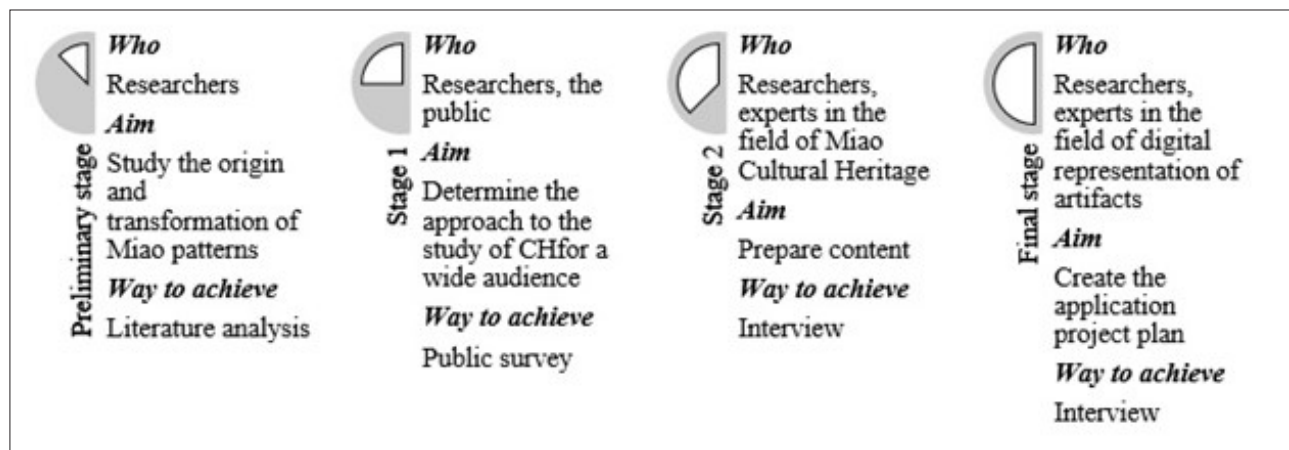 Preliminary stage
Who
Researchers
Aim
Study the origin
and
transformation of
Miao patterns
Way to achieve
Literature analysis
Stage 1
Who
Researchers, the
public
Aim
Determine the
approach to the
study of CHfor a
wide audience
Way to achieve
Public survey
Stage 2
Who
Researchers,
experts in the
field of Miao
Cultural Heritage
Aim
Prepare content
Way to achieve
Interview
Final stage
Who
Researchers,
experts in the
field of digital
representation of
artifacts
Aim
Create the
application
project plan
Way to achieve
Interview